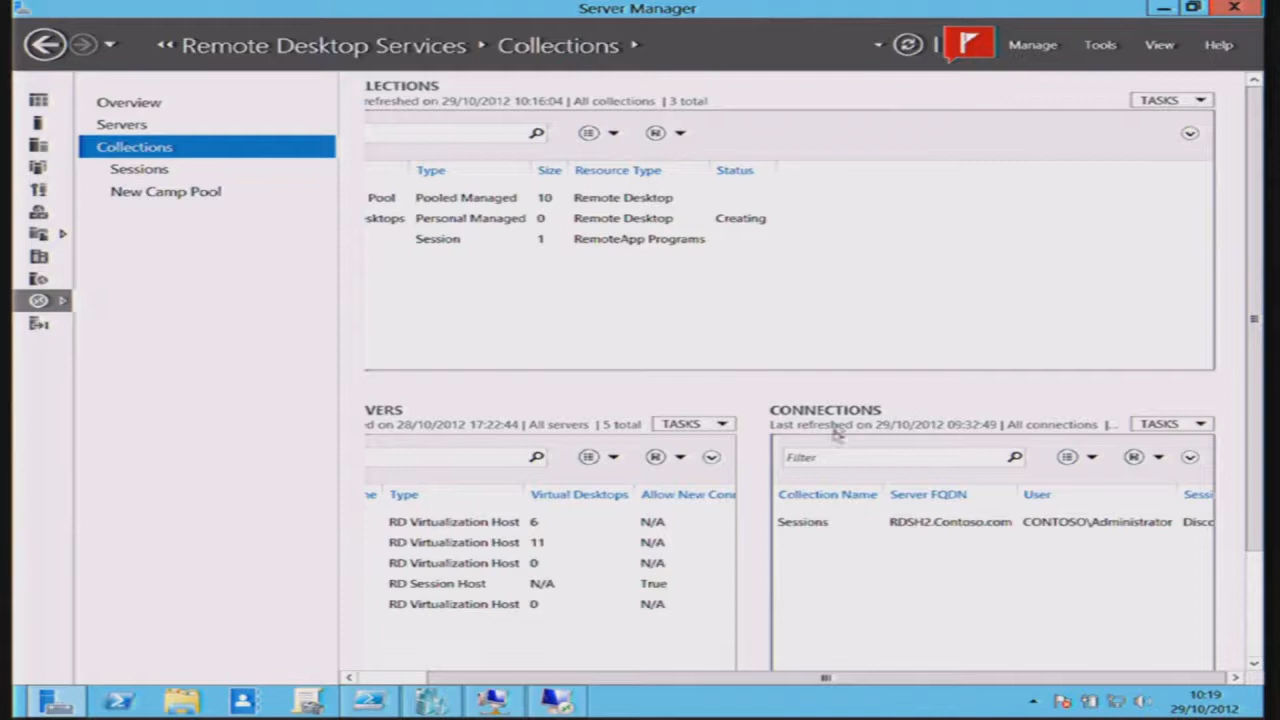 Server Manager
Remote Desktop Services Collections
Manage Tools View Help
Overview
Servers
Collections
Sessions
New Camp Pool
LECTIONS
refreshed on 29/10/2012 10:16:04 | All collections | 3 total
TASKS
Type Size Resource Type Status
Pool Pooled Managed 10 Remote Desktop
sktops Personal Managed 0 Remote Desktop Creating
Session 1 RemoteApp Programs
VERS
d on 28/10/2012 17:22:44 | All servers | 5 total TASKS
ne Type Virtual Desktops Allow New Conn
RD Virtualization Host 6 N/A
RD Virtualization Host 11 N/A
RD Virtualization Host 0 N/A
RD Session Host N/A True
RD Virtualization Host 0 N/A
CONNECTIONS
Last refreshed on 29/10/2012 09:32:49 | All connections |... TASKS
Filter
Collection Name Server FQDN User Sessi
Sessions RDSH2.Contoso.com CONTOSO\Administrator Disco
10:19
29/10/2012